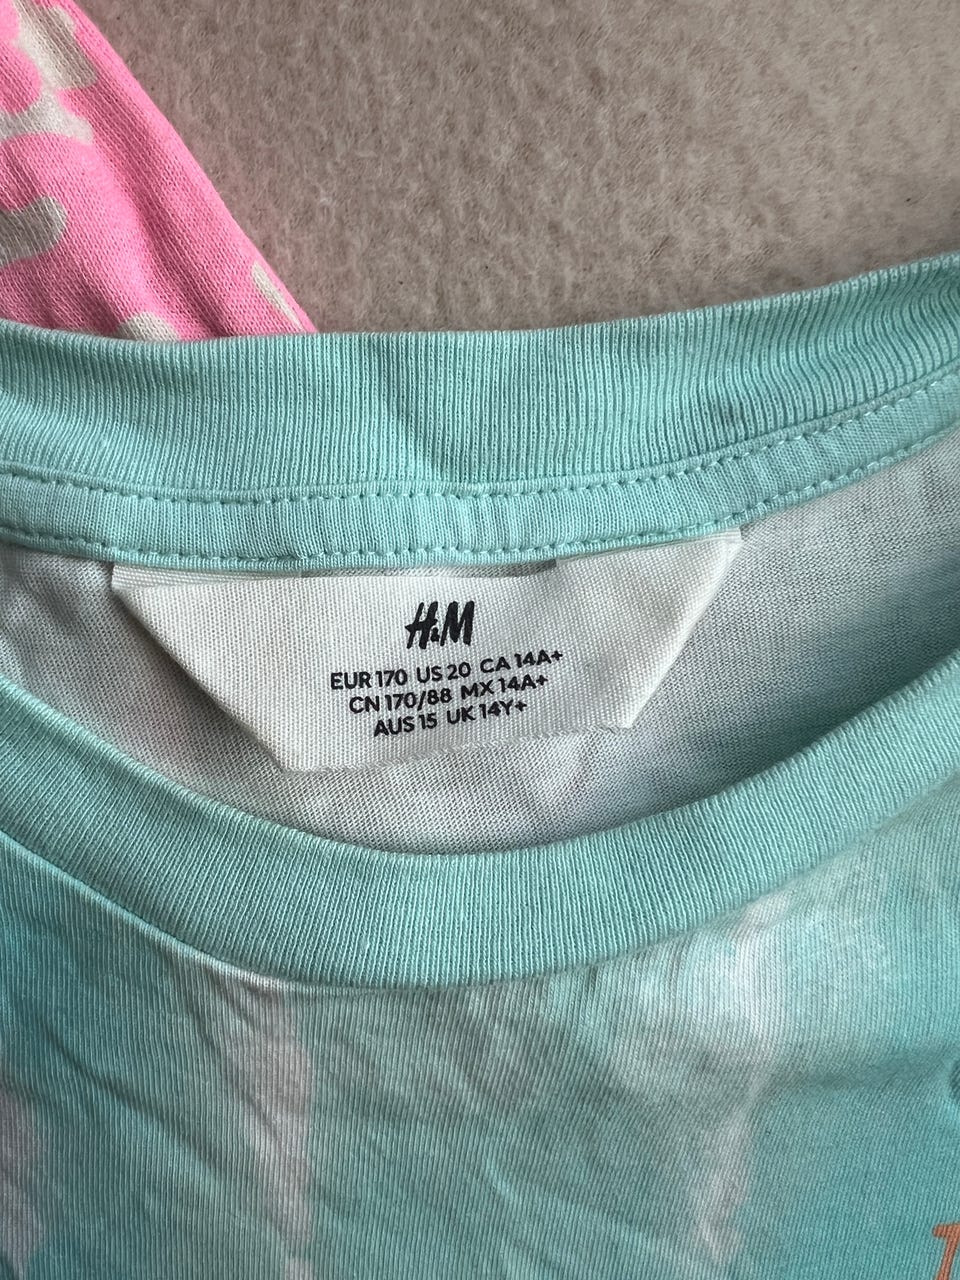 H&M
EUR 170 US 20 CA 14A+
CN 170/88 MX 14A+
AUS 15 UK 14Y+